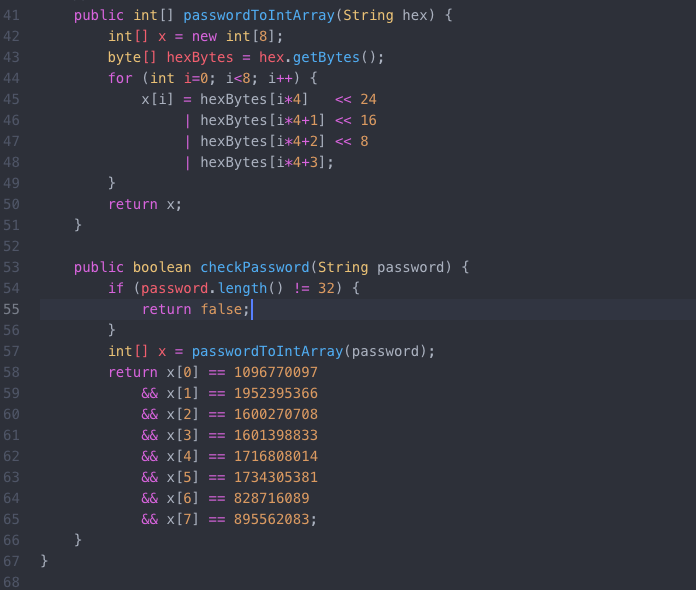 41 public int[] passwordToIntArray(String hex) {
42 int[] x = new int[8];
43 byte[] hexBytes = hex.getBytes();
44 for (int i=0; i<8; i++) {
45 x[i] = hexBytes[i*4]   << 24
46 | hexBytes[i*4+1] << 16
47 | hexBytes[i*4+2] << 8
48 | hexBytes[i*4+3];
49 }
50 return x;
51 }
52
53 public boolean checkPassword(String password) {
54 if (password.length() != 32) {
55 return false;
56 }
57 int[] x = passwordToIntArray(password);
58 return x[0] == 1096770097
59 && x[1] == 1952395366
60 && x[2] == 1600270708
61 && x[3] == 1601398833
62 && x[4] == 1716808014
63 && x[5] == 1734305381
64 && x[6] == 828716089
65 && x[7] == 895562083;
66 }
67 }
68